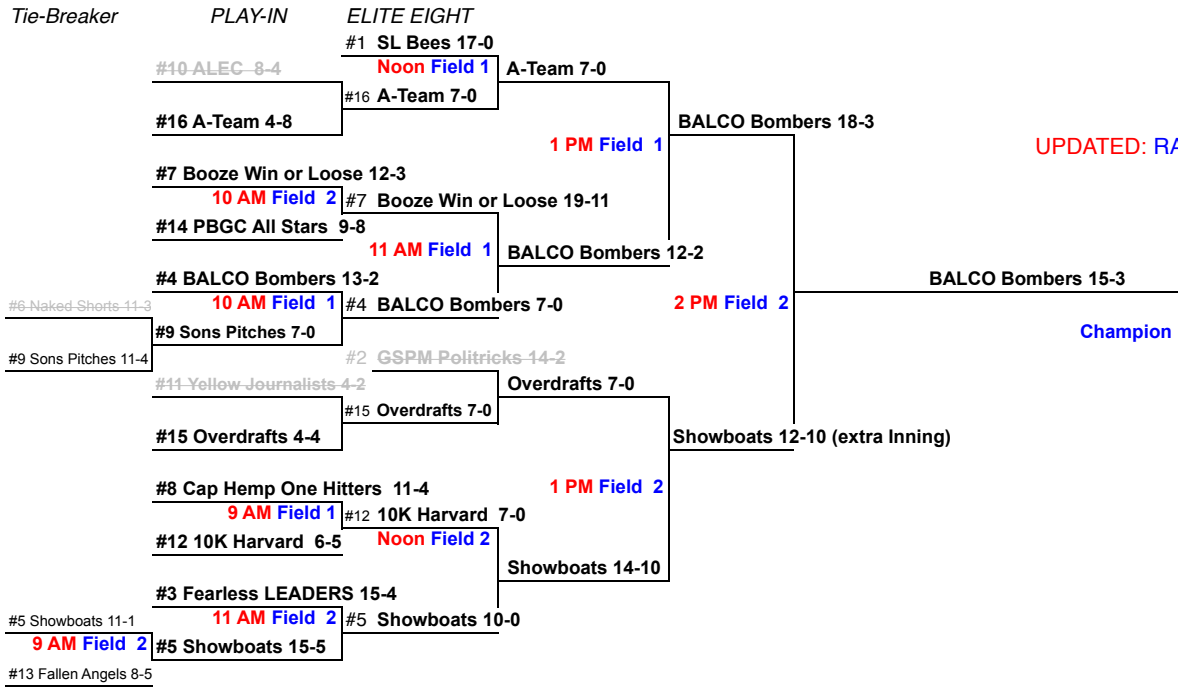 Tie-Breaker PLAY-IN ELITE EIGHT
#1 SL Bees 17-0
#10 ALEC 8-4
Noon Field 1
A-Team 7-0
#16 A-Team 7-0
#16 A-Team 4-8
BALCO Bombers 18-3
1 PM Field 1
UPDATED: RA
#7 Booze Win or Loose 12-3
10 AM Field 2
#7 Booze Win or Loose 19-11
#14 PBGC All Stars 9-8
11 AM Field 1
BALCO Bombers 12-2
#4 BALCO Bombers 13-2
BALCO Bombers 15-3
#6 Naked Shorts 11-3
10 AM Field 1
#4 BALCO Bombers 7-0
2 PM Field 2
#9 Sons Pitches 7-0
Champion
#9 Sons Pitches 11-4
#2 GSPM Politricks 14-2
#11 Yellow Journalists 4-2
Overdrafts 7-0
#15 Overdrafts 7-0
#15 Overdrafts 4-4
Showboats 12-10 (extra Inning)
#8 Cap Hemp One Hitters 11-4
1 PM Field 2
9 AM Field 1
#12 10K Harvard 7-0
#12 10K Harvard 6-5
Noon Field 2
Showboats 14-10
#3 Fearless LEADERS 15-4
#5 Showboats 11-1
11 AM Field 2
#5 Showboats 10-0
9 AM Field 2
#5 Showboats 15-5
#13 Fallen Angels 8-5